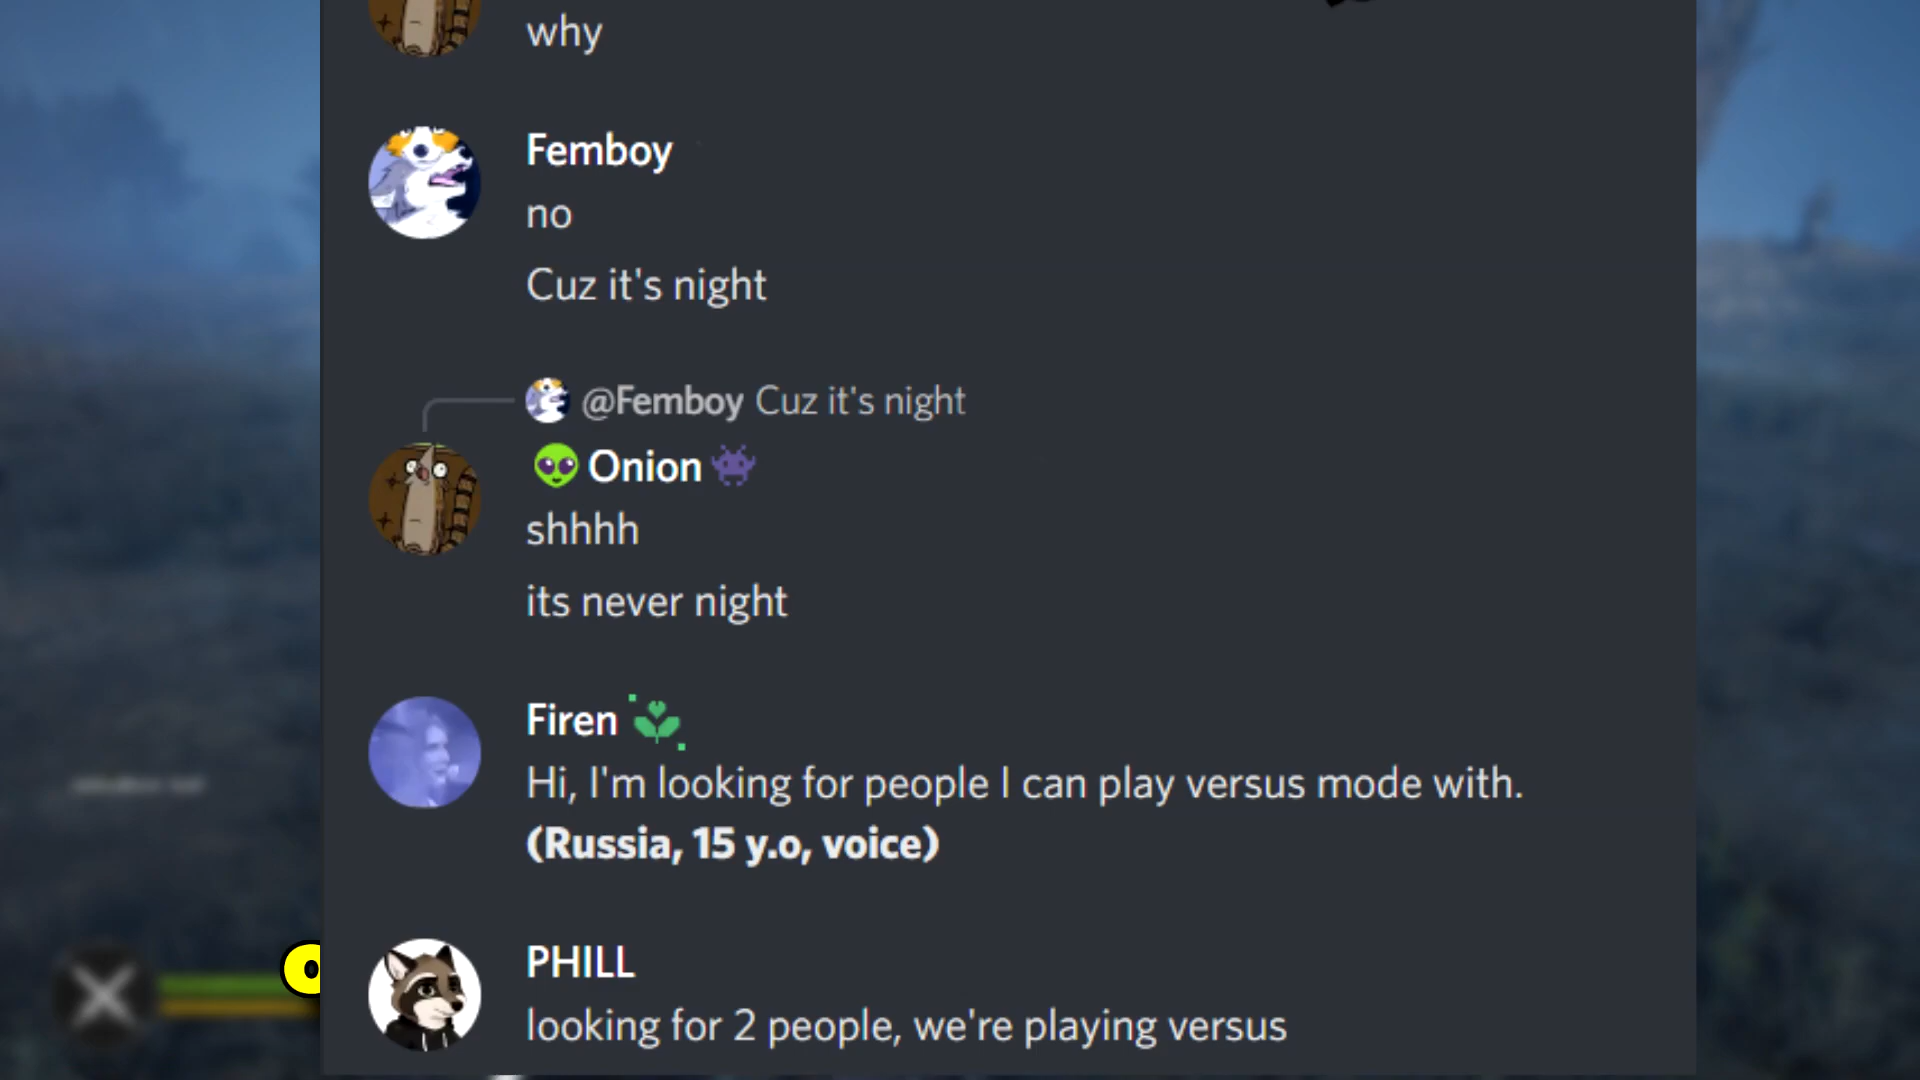 why
Femboy
no
Cuz it's night
@Femboy Cuz it's night
👽 Onion 👾
shhhh
its never night
Firen
Hi, I'm looking for people I can play versus mode with.
(Russia, 15 y.o, voice)
PHILL
looking for 2 people, we're playing versus